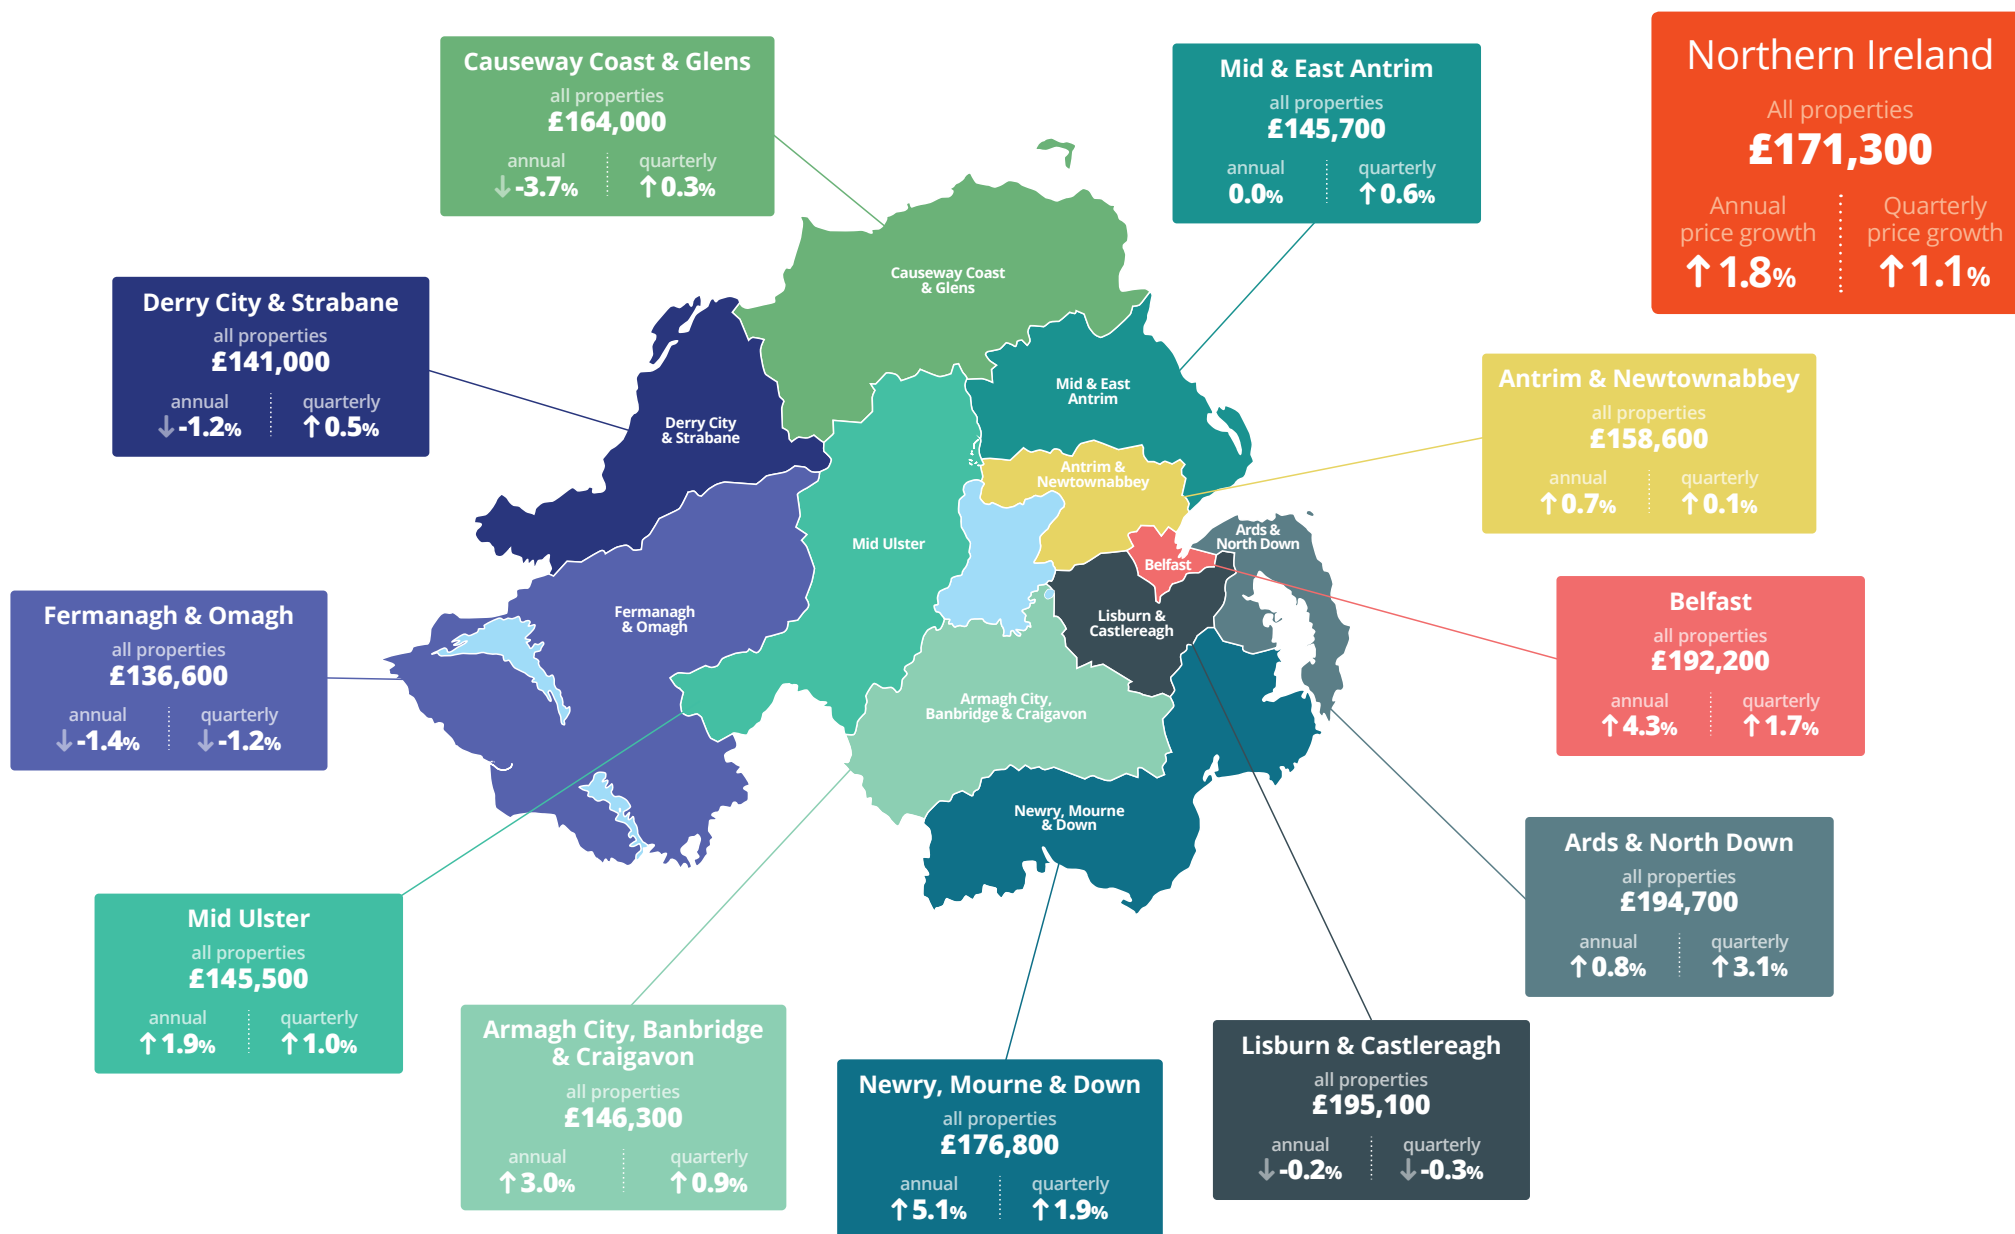 Causeway Coast & Glens
all properties
£164,000
annual quarterly
↓-3.7% ↑0.3%
Mid & East Antrim
all properties
£145,700
annual quarterly
0.0% ↑0.6%
Northern Ireland
All properties
£171,300
Annual Quarterly
price growth price growth
↑1.8% ↑1.1%
Derry City & Strabane
all properties
£141,000
annual quarterly
↓-1.2% ↑0.5%
Antrim & Newtownabbey
all properties
£158,600
annual quarterly
↑0.7% ↑0.1%
Causeway Coast
& Glens
Mid & East
Antrim
Derry City
& Strabane
Antrim &
Newtownabbey
Mid Ulster
Ards &
North Down
Belfast
Fermanagh
& Omagh
Lisburn &
Castlereagh
Armagh City,
Banbridge & Craigavon
Newry, Mourne
& Down
Fermanagh & Omagh
all properties
£136,600
annual quarterly
↓-1.4% ↓-1.2%
Belfast
all properties
£192,200
annual quarterly
↑4.3% ↑1.7%
Ards & North Down
all properties
£194,700
annual quarterly
↑0.8% ↑3.1%
Mid Ulster
all properties
£145,500
annual quarterly
↑1.9% ↑1.0%
Armagh City, Banbridge
& Craigavon
all properties
£146,300
annual quarterly
↑3.0% ↑0.9%
Newry, Mourne & Down
all properties
£176,800
annual quarterly
↑5.1% ↑1.9%
Lisburn & Castlereagh
all properties
£195,100
annual quarterly
↓-0.2% ↓-0.3%